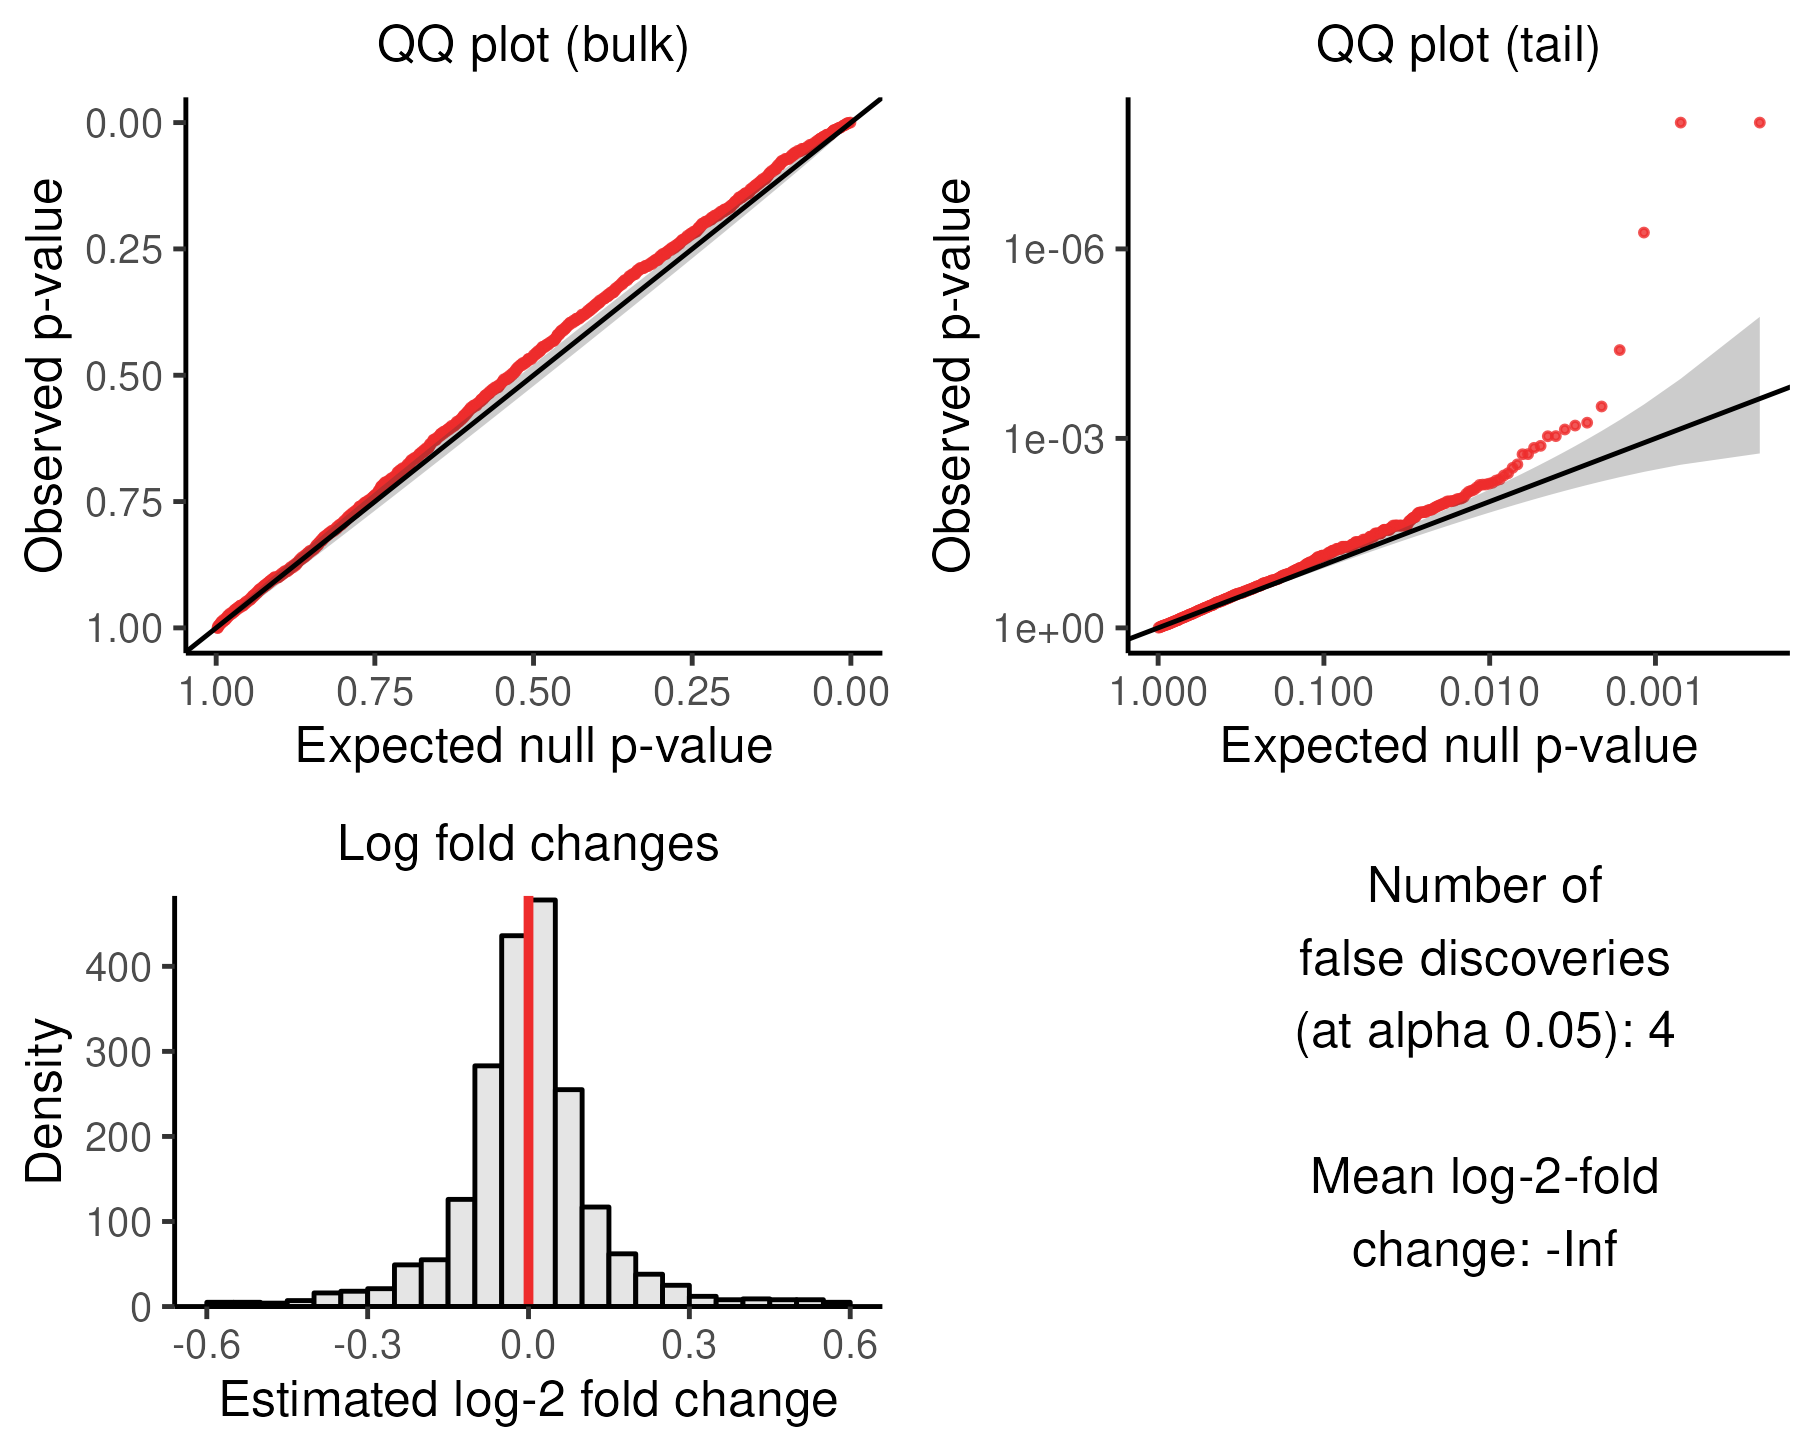 QQ plot (bulk)
Observed p-value
0.00
0.25
0.50
0.75
1.00
1.00 0.75 0.50 0.25 0.00
Expected null p-value
QQ plot (tail)
Observed p-value
1e-06
1e-03
1e+00
1.000 0.100 0.010 0.001
Expected null p-value
Log fold changes
Density
400
300
200
100
0
-0.6 -0.3 0.0 0.3 0.6
Estimated log-2 fold change
Number of
false discoveries
(at alpha 0.05): 4
Mean log-2-fold
change: -Inf